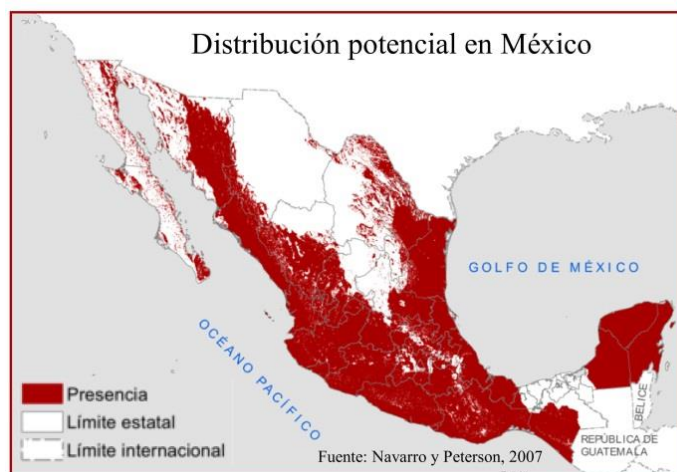 Distribución potencial en México
GOLFO DE MÉXICO
OCÉANO PACÍFICO
BELICE
Presencia
Límite estatal
Límite internacional
REPÚBLICA DE
GUATEMALA
Fuente: Navarro y Peterson, 2007